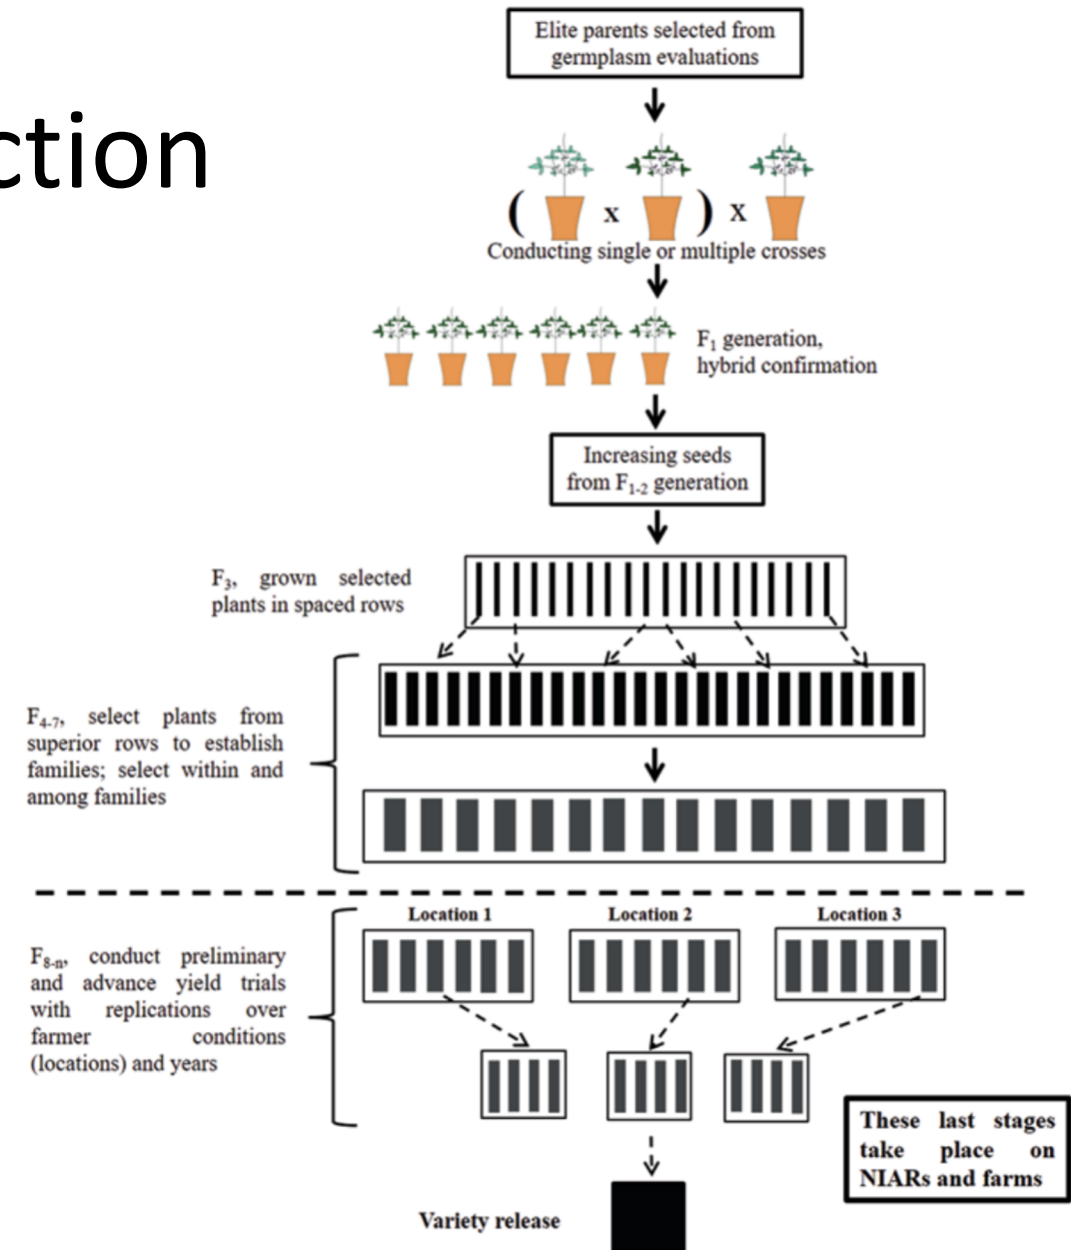 Elite parents selected from
germplasm evaluations
ction
( x ) x
Conducting single or multiple crosses
F1 generation,
hybrid confirmation
Increasing seeds
from F1-2 generation
F3, grown selected
plants in spaced rows
F4-7, select plants from
superior rows to establish
families; select within and
among families
Location 1
Location 2
Location 3
F8-n, conduct preliminary
and advance yield trials
with replications over
farmer conditions
(locations) and years
These last stages
take place on
NIARs and farms
Variety release